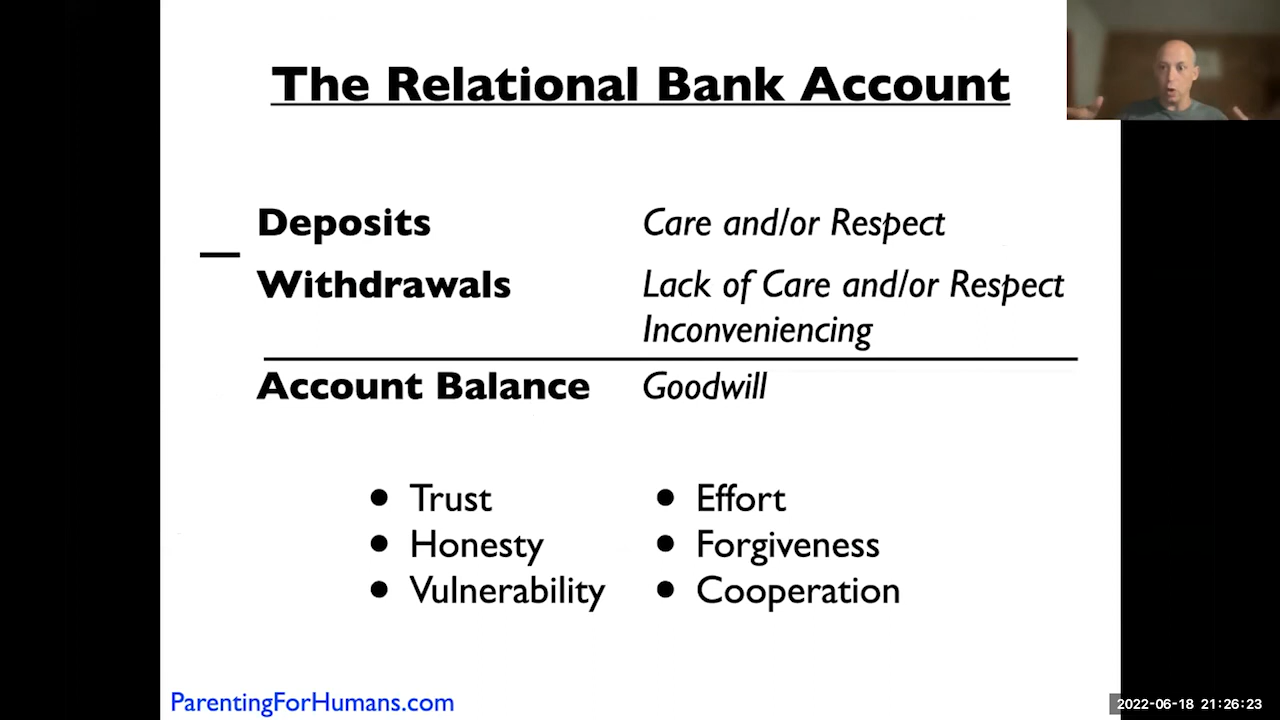 The Relational Bank Account
Deposits Care and/or Respect
Withdrawals Lack of Care and/or Respect
Inconveniencing
Account Balance Goodwill
• Trust • Effort
• Honesty • Forgiveness
• Vulnerability • Cooperation
ParentingForHumans.com
2022-06-18 21:26:23